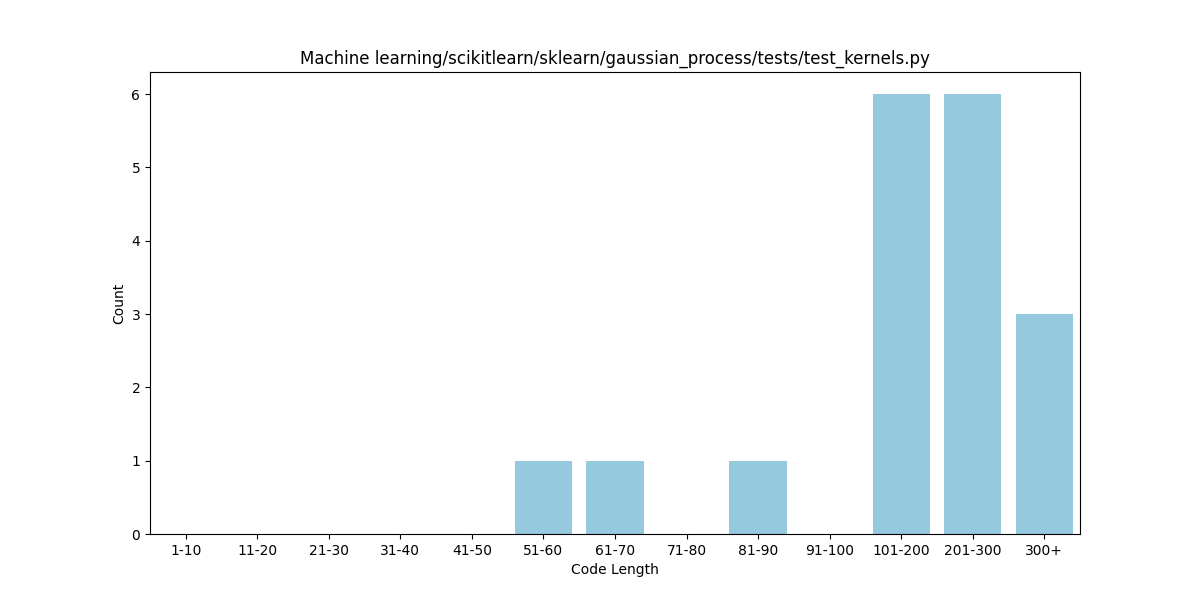 Machine learning/scikitlearn/sklearn/gaussian_process/tests/test_kernels.py
6
5
4
3
2
1
0
Count
1-10 11-20 21-30 31-40 41-50 51-60 61-70 71-80 81-90 91-100 101-200 201-300 300+
Code Length